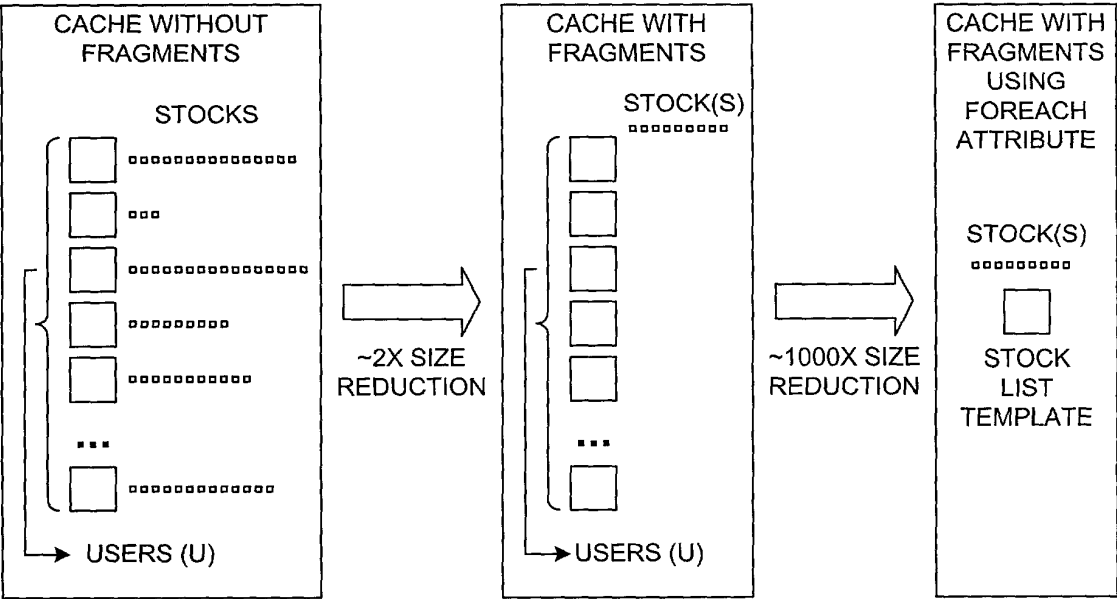 CACHE WITHOUT
FRAGMENTS
STOCKS
USERS (U)
~2X SIZE
REDUCTION
CACHE WITH
FRAGMENTS
STOCK(S)
USERS (U)
~1000X SIZE
REDUCTION
CACHE WITH
FRAGMENTS
USING
FOREACH
ATTRIBUTE
STOCK(S)
STOCK
LIST
TEMPLATE